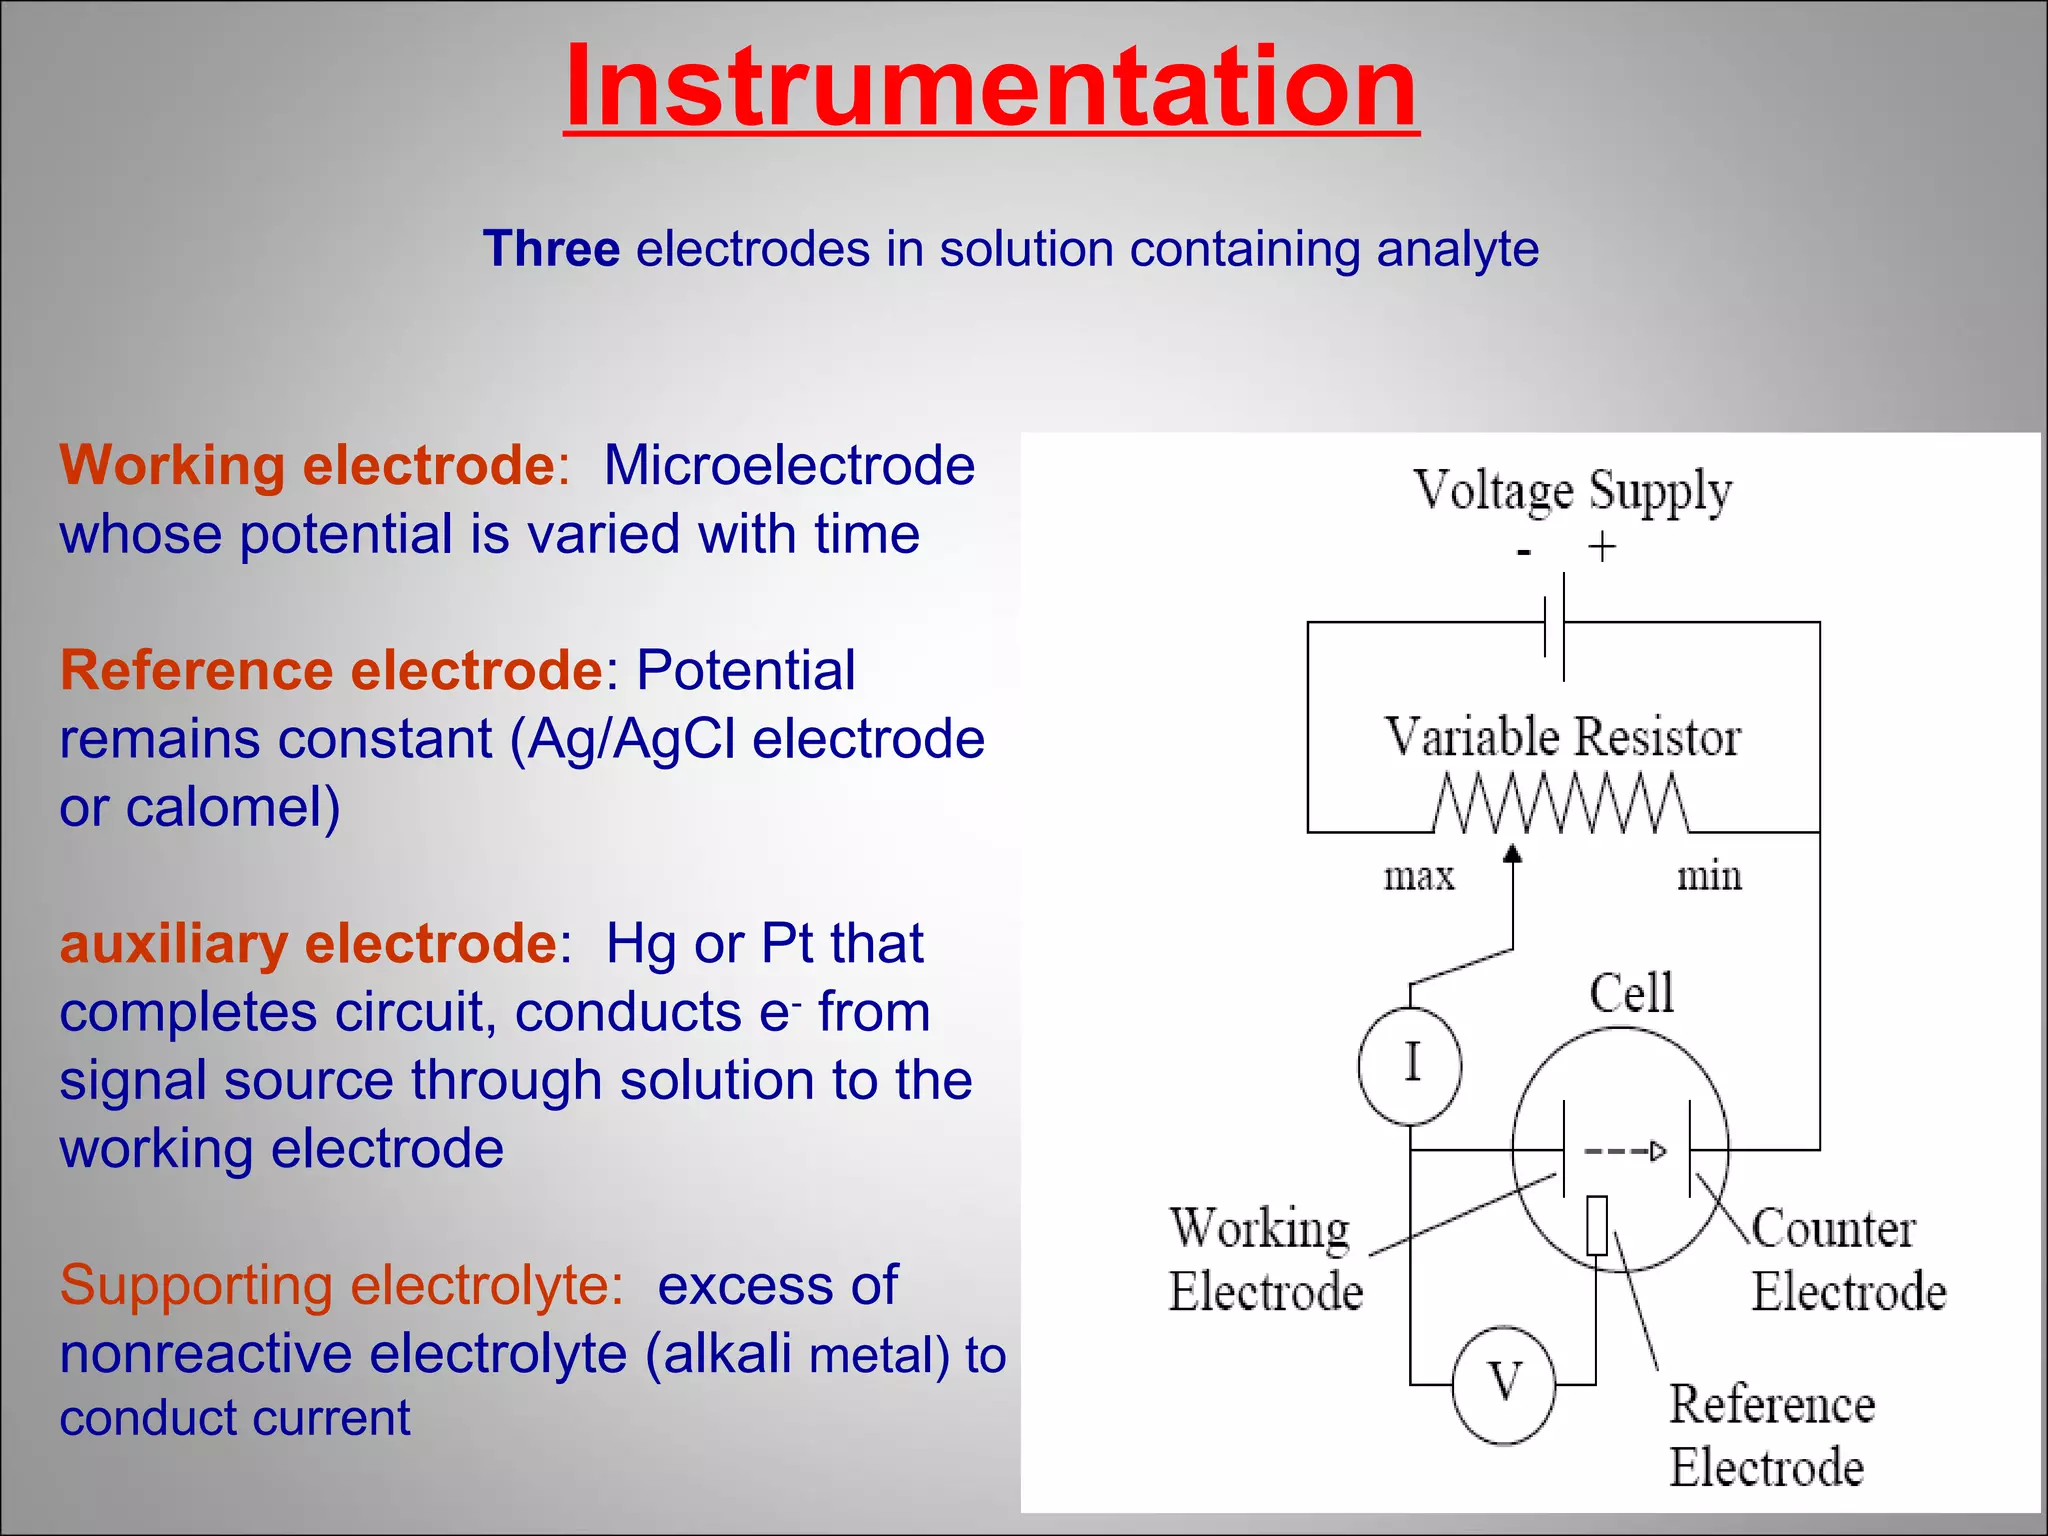 Instrumentation
Three electrodes in solution containing analyte
Working electrode:  Microelectrode
whose potential is varied with time
Reference electrode: Potential
remains constant (Ag/AgCl electrode
or calomel)
auxiliary electrode:  Hg or Pt that
completes circuit, conducts e- from
signal source through solution to the
working electrode
Supporting electrolyte:  excess of
nonreactive electrolyte (alkali metal) to
conduct current
Voltage Supply
- +
Variable Resistor
max
min
Cell
I
Working
Electrode
Counter
Electrode
V
Reference
Electrode